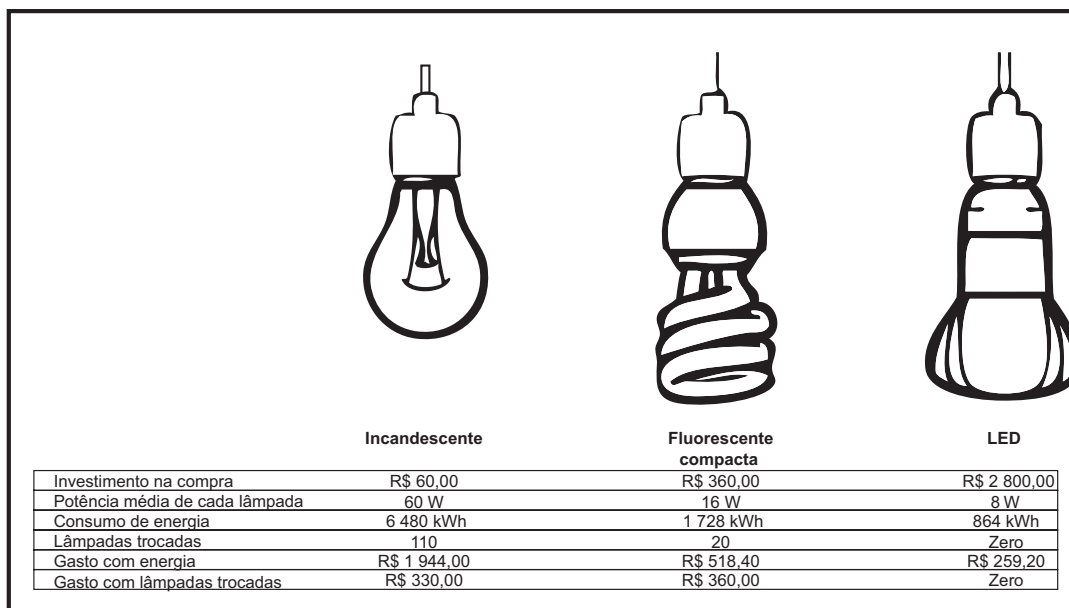 Incandescente Fluorescente compacta LED
Investimento na compra R$ 60,00 R$ 360,00 R$ 2 800,00
Potência média de cada lâmpada 60 W 16 W 8 W
Consumo de energia 6 480 kWh 1 728 kWh 864 kWh
Lâmpadas trocadas 110 20 Zero
Gasto com energia R$ 1 944,00 R$ 518,40 R$ 259,20
Gasto com lâmpadas trocadas R$ 330,00 R$ 360,00 Zero